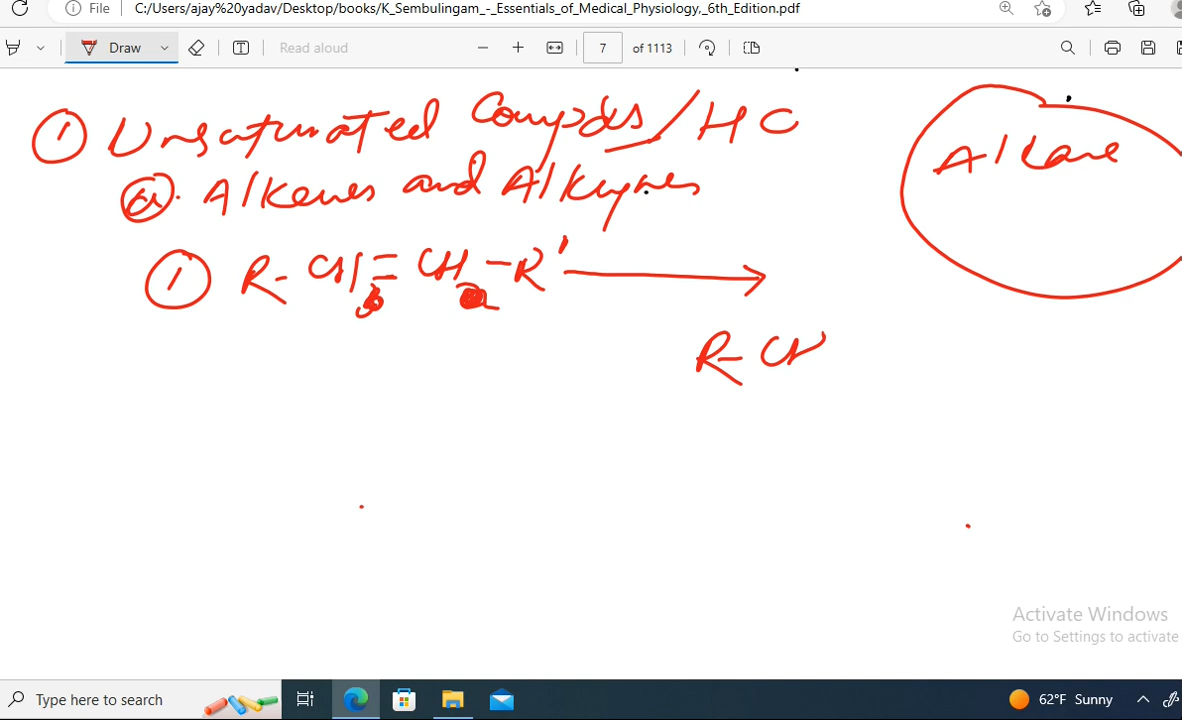 File C:/Users/ajay%20yadav/Desktop/books/K_Sembulingam_-_Essentials_of_Medical_Physiology,_6th_Edition.pdf
Draw Read aloud 7 of 1113
① Unsaturated Compds/HC
Alkane
ⓐ. Alkenes and Alkynes
① R-CH=CH-R'
R-CH
Activate Windows
Go to Settings to activate
Type here to search 62°F Sunny